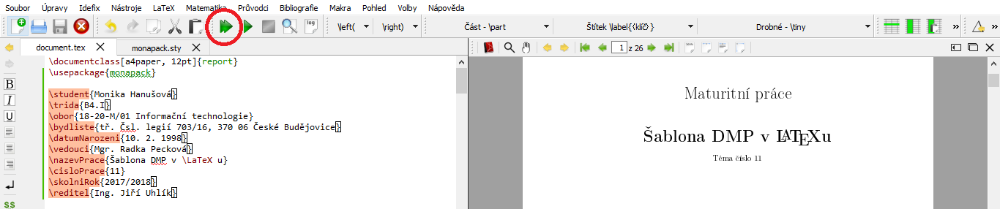 Soubor Úpravy Idefix Nástroje LaTeX Matematika Průvodci Bibliografie Makra Pohled Volby Nápověda
log \left( \right) Část - \part Štítek \label{{klíč} Drobné - \tiny »  »
document.tex monapack.sty 1 z 26
\documentclass[a4paper, 12pt]{report}
\usepackage{monapack}
\student{Monika Hanušová}
\trida{B4.I}
\obor{18-20-M/01 Informační technologie}
\bydliste{tř. Čsl. legií 703/16, 370 06 České Budějovice}
\datumNarozeni{10. 2. 1998}
\vedouci{Mgr. Radka Pecková}
\nazevPrace{Šablona DMP v \LaTeX u}
\cisloPrace{11}
\skolniRok{2017/2018}
\reditel{Ing. Jiří Uhlík}
B
I
U
$$
Maturitní práce
Šablona DMP v LATEXu
Téma číslo 11